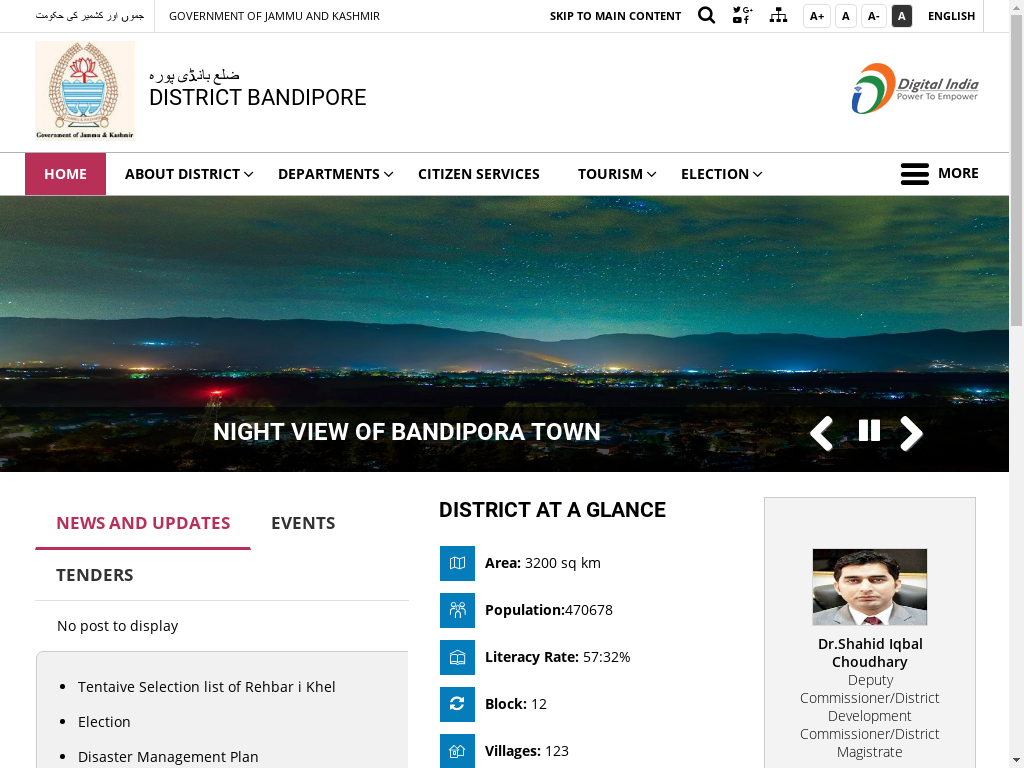 جموں اور کشمیر کی حکومت
GOVERNMENT OF JAMMU AND KASHMIR
SKIP TO MAIN CONTENT
A+
A
A-
A
ENGLISH
Government of Jammu & Kashmir
ضلع بانڈی پورہ
DISTRICT BANDIPORE
Digital India
Power To Empower
HOME
ABOUT DISTRICT
DEPARTMENTS
CITIZEN SERVICES
TOURISM
ELECTION
MORE
NIGHT VIEW OF BANDIPORA TOWN
NEWS AND UPDATES
EVENTS
TENDERS
No post to display
Tentaive Selection list of Rehbar i Khel
Election
Disaster Management Plan
DISTRICT AT A GLANCE
Area: 3200 sq km
Population:470678
Literacy Rate: 57:32%
Block: 12
Villages: 123
Dr.Shahid Iqbal
Choudhary
Deputy
Commissioner/District
Development
Commissioner/District
Magistrate